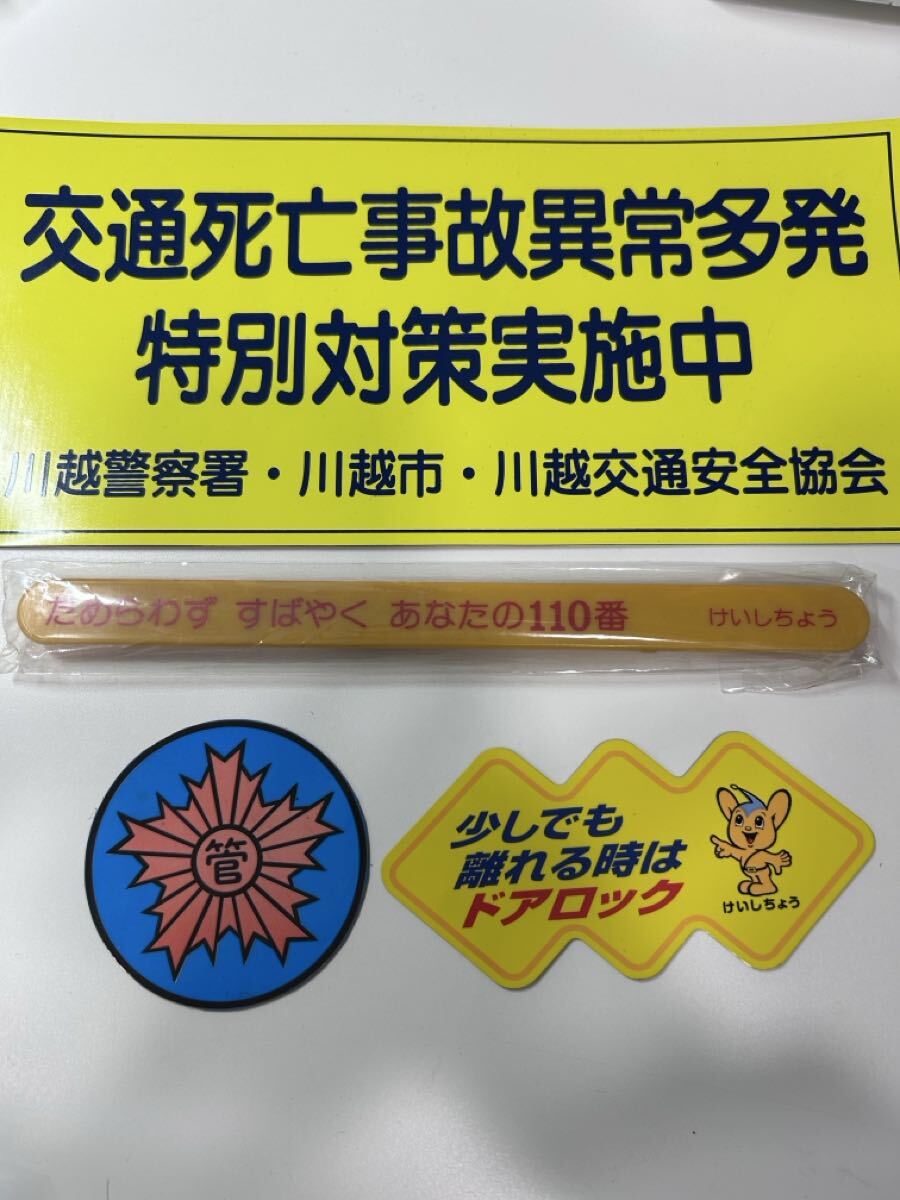 交通死亡事故異常多発
特別対策実施中
川越警察署・川越市・川越交通安全協会
ためらわず すばやく あなたの110番 けいしちょう
管
少しでも
離れる時は
ドアロック
けいしちょう